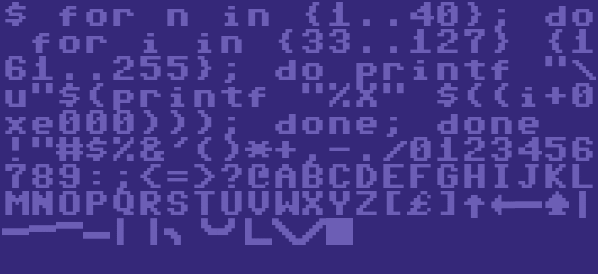 $ for n in {1..40}; do
 for i in {33..127} {1
61..255}; do printf "\
u"$(printf "%X" $((i+0
xe000))); done; done
!"#$%&'()*+,-./0123456
789:;<=>?@ABCDEFGHIJKL
MNOPQRSTUVWXYZ[£]↑←─♠│